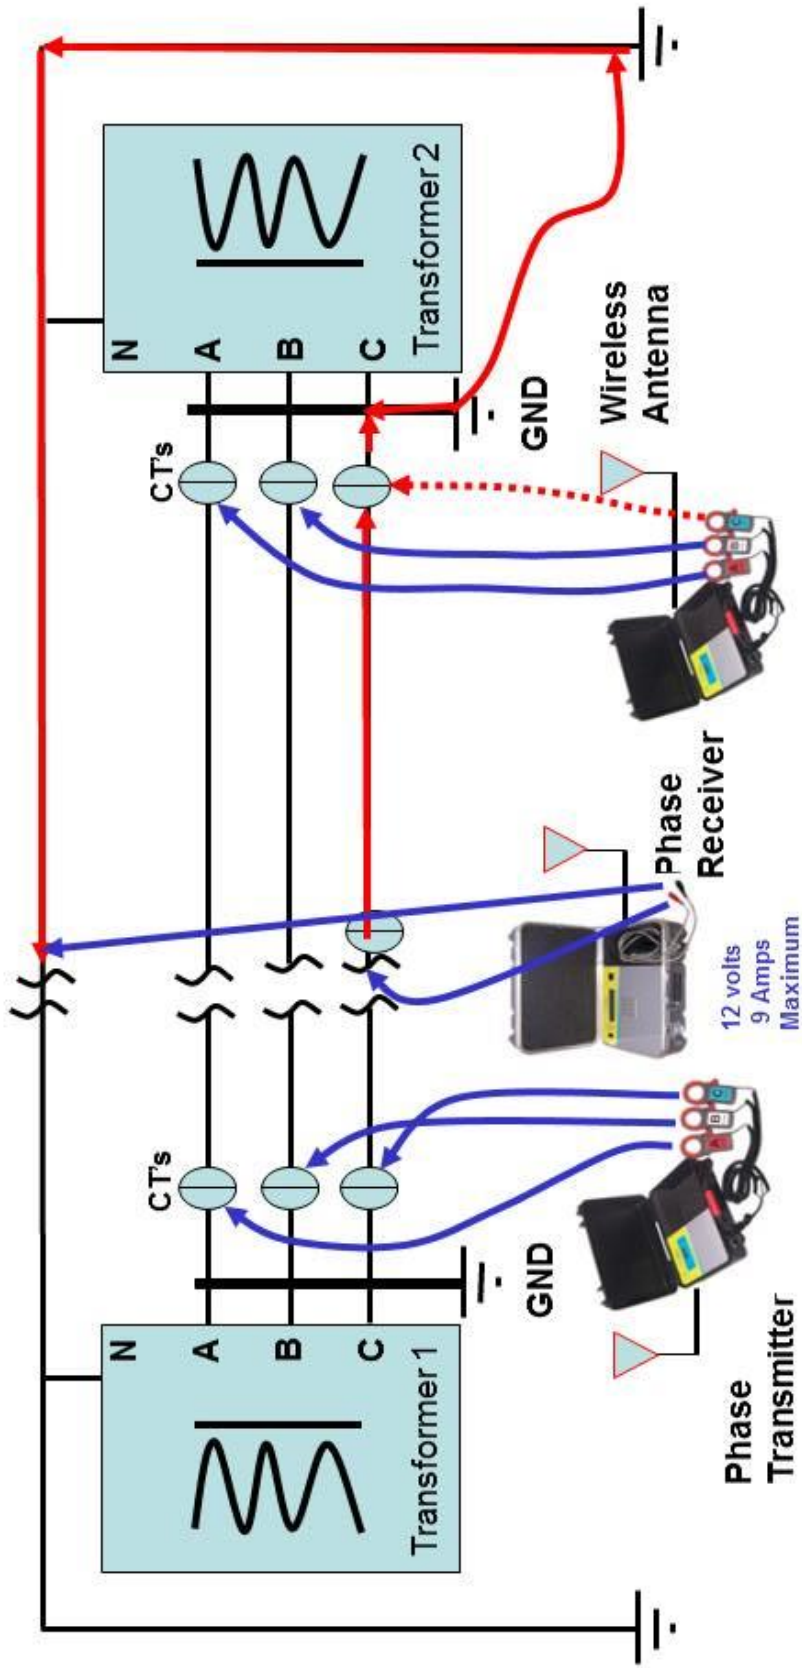 N
N
CT's
CT's
A
A
B
B
C
C
Transformer 1
Transformer 2
GND
GND
Wireless
Antenna
Phase
Receiver
Phase
Transmitter
12 volts
9 Amps
Maximum
B
C
B
C